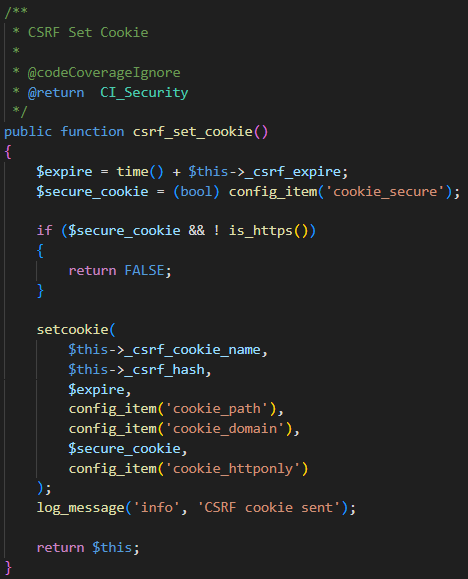 /**
 * CSRF Set Cookie
 *
 * @codeCoverageIgnore
 * @return  CI_Security
 */
public function csrf_set_cookie()
{
    $expire = time() + $this->_csrf_expire;
    $secure_cookie = (bool) config_item('cookie_secure');

    if ($secure_cookie && ! is_https())
    {
        return FALSE;
    }

    setcookie(
        $this->_csrf_cookie_name,
        $this->_csrf_hash,
        $expire,
        config_item('cookie_path'),
        config_item('cookie_domain'),
        $secure_cookie,
        config_item('cookie_httponly')
    );
    log_message('info', 'CSRF cookie sent');

    return $this;
}